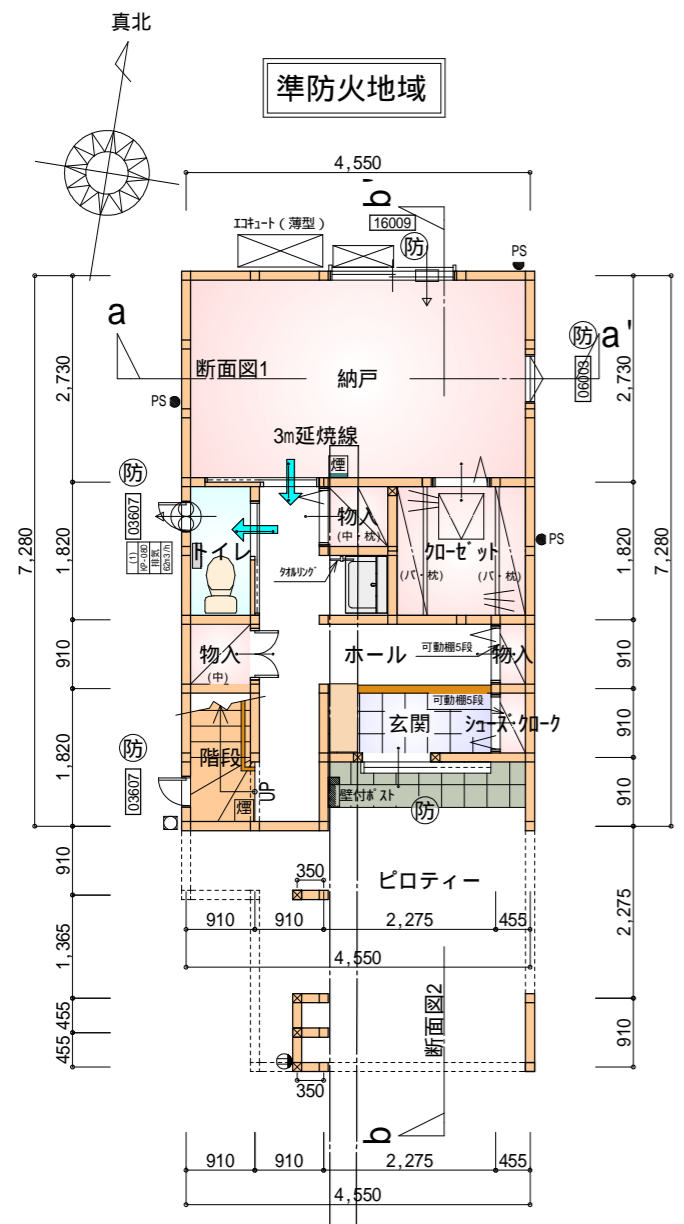 真北
準防火地域
4,550
b'
16009
エコキュート(薄型)
防
PS
a
a'
防
06003
断面図1
納戸
PS
3m延焼線
煙
防
03607
(1)
KP-080
排気
62m3/h
トイレ
物入
(中・枕)
タオルリング
クローゼット
(パ・枕)
(パ・枕)
PS
物入
(中)
ホール
可動棚5段
物入
可動棚5段
玄関
シューズ・クローク
防
03607
階段
UP
煙
壁付ポスト
防
2,730
1,820
910
1,820
7,280
910
1,365
455
455
2,730
1,820
910
910
910
7,280
2,275
910
ピロティー
350
910
910
2,275
455
4,550
断面図2
350
b
910
910
2,275
455
4,550